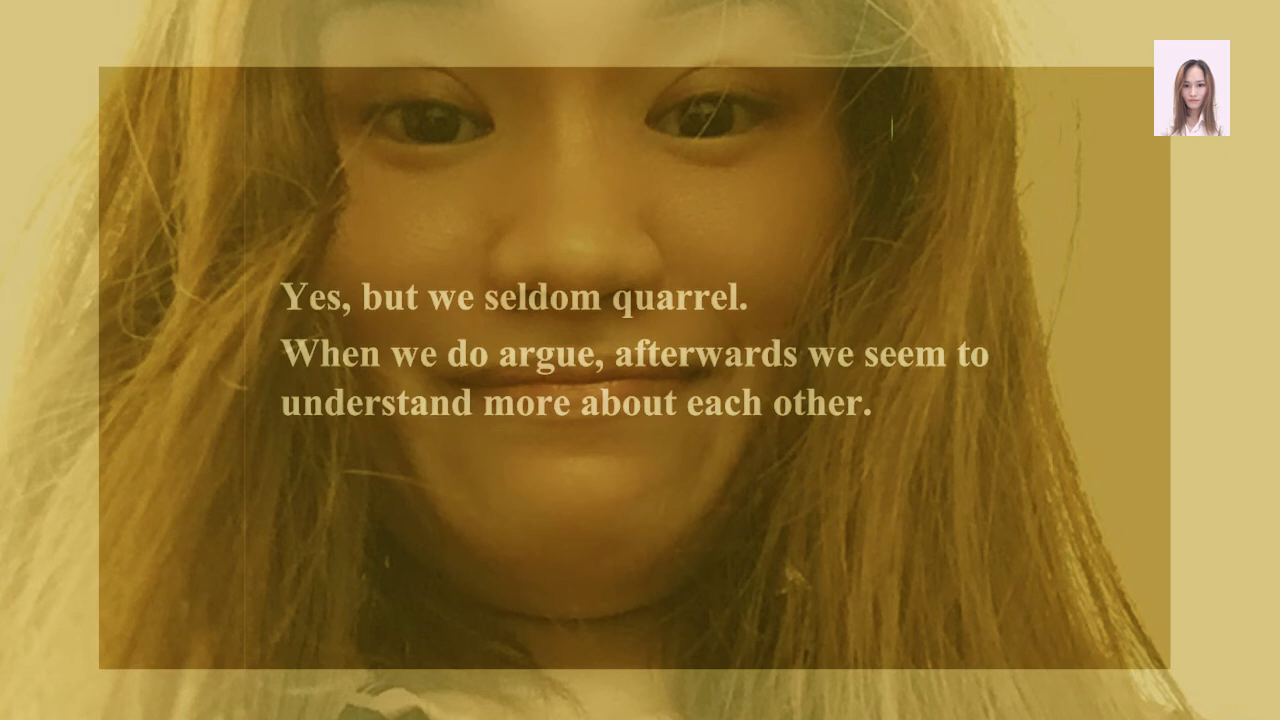 Yes, but we seldom quarrel.
When we do argue, afterwards we seem to
understand more about each other.